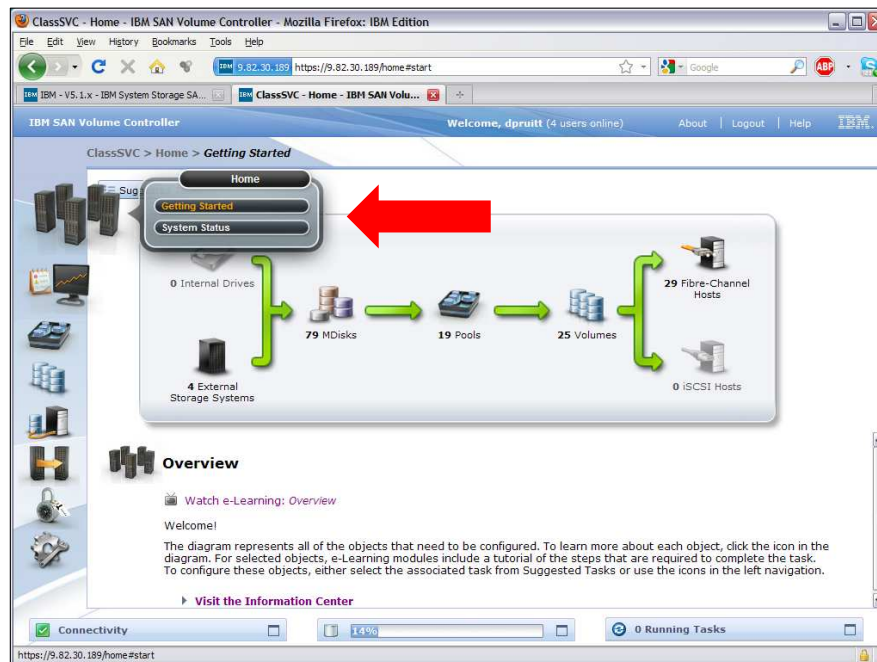 ClassSVC - Home - IBM SAN Volume Controller - Mozilla Firefox: IBM Edition
File Edit View History Bookmarks Tools Help
IBM 9.82.30.189 https://9.82.30.189/home#start
Google
ABP
IBM IBM - V5.1.x - IBM System Storage SA...
IBM ClassSVC - Home - IBM SAN Volu...
IBM SAN Volume Controller
Welcome, dpruitt (4 users online)
About | Logout | Help
IBM.
ClassSVC > Home > Getting Started
Home
Getting Started
System Status
0 Internal Drives
79 MDisks
19 Pools
25 Volumes
29 Fibre-Channel
Hosts
4 External
Storage Systems
0 iSCSI Hosts
Overview
Watch e-Learning: Overview
Welcome!
The diagram represents all of the objects that need to be configured. To learn more about each object, click the icon in the
diagram. For selected objects, e-Learning modules include a tutorial of the steps that are required to complete the task.
To configure these objects, either select the associated task from Suggested Tasks or use the icons in the left navigation.
Visit the Information Center
Connectivity
14%
0 Running Tasks
https://9.82.30.189/home#start